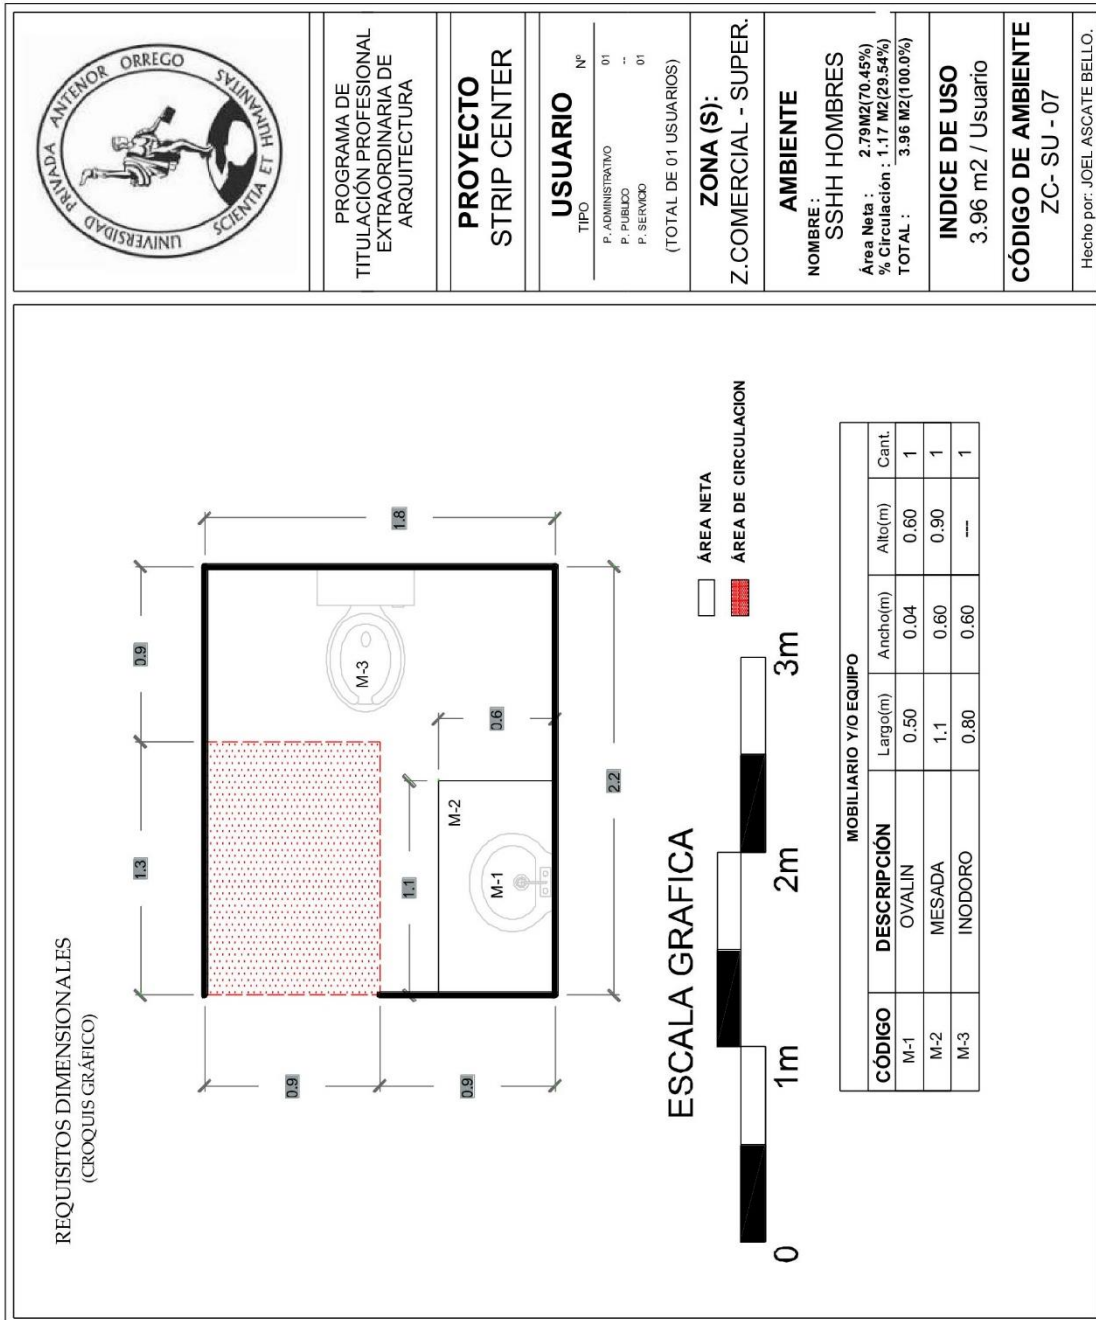 REQUISITOS DIMENSIONALES
(CROQUIS GRÁFICO)
1.3
0.9
0.9
0.9
1.8
1.1
0.6
2.2
M-1
M-2
M-3
ESCALA GRAFICA
0
1m
2m
3m
ÁREA NETA
ÁREA DE CIRCULACION
MOBILIARIO Y/O EQUIPO
CÓDIGO DESCRIPCIÓN Largo(m) Ancho(m) Alto(m) Cant.
M-1 OVALIN 0.50 0.04 0.60 1
M-2 MESADA 1.1 0.60 0.90 1
M-3 INODORO 0.80 0.60 --- 1
UNIVERSIDAD PRIVADA ANTENOR ORREGO
SCIENTIA ET HUMANITAS
PROGRAMA DE
TITULACIÓN PROFESIONAL
EXTRAORDINARIA DE
ARQUITECTURA
PROYECTO
STRIP CENTER
USUARIO
TIPO Nº
P. ADMINISTRATIVO 01
P. PUBLICO --
P. SERVICIO 01
(TOTAL DE 01 USUARIOS)
ZONA (S):
Z.COMERCIAL - SUPER.
AMBIENTE
NOMBRE :
SSHH HOMBRES
Área Neta : 2.79M2(70.45%)
% Circulación : 1.17 M2(29.54%)
TOTAL : 3.96 M2(100.0%)
INDICE DE USO
3.96 m2 / Usuario
CÓDIGO DE AMBIENTE
ZC- SU - 07
Hecho por: JOEL ASCATE BELLO.